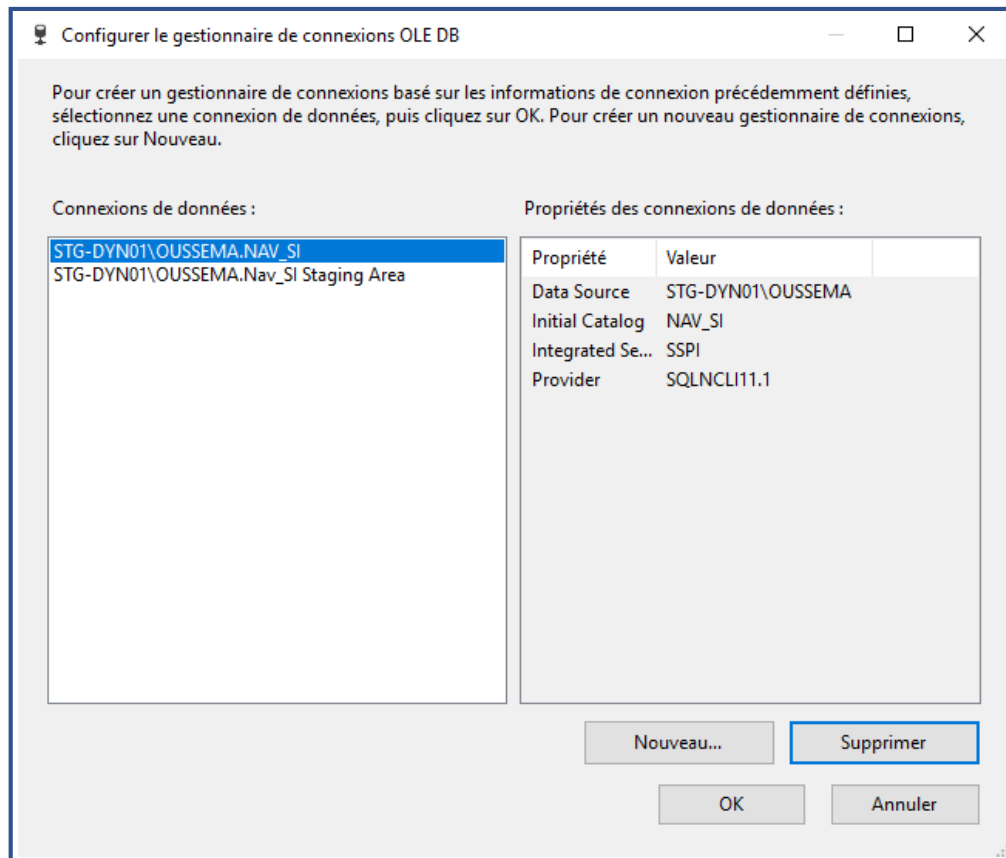 Configurer le gestionnaire de connexions OLE DB
Pour créer un gestionnaire de connexions basé sur les informations de connexion précédemment définies,
sélectionnez une connexion de données, puis cliquez sur OK. Pour créer un nouveau gestionnaire de connexions,
cliquez sur Nouveau.
Connexions de données :
STG-DYN01\OUSSEMA.NAV_SI
STG-DYN01\OUSSEMA.Nav_SI Staging Area
Propriétés des connexions de données :
Propriété Valeur
Data Source STG-DYN01\OUSSEMA
Initial Catalog NAV_SI
Integrated Se... SSPI
Provider SQLNCLI11.1
Nouveau... Supprimer
OK Annuler